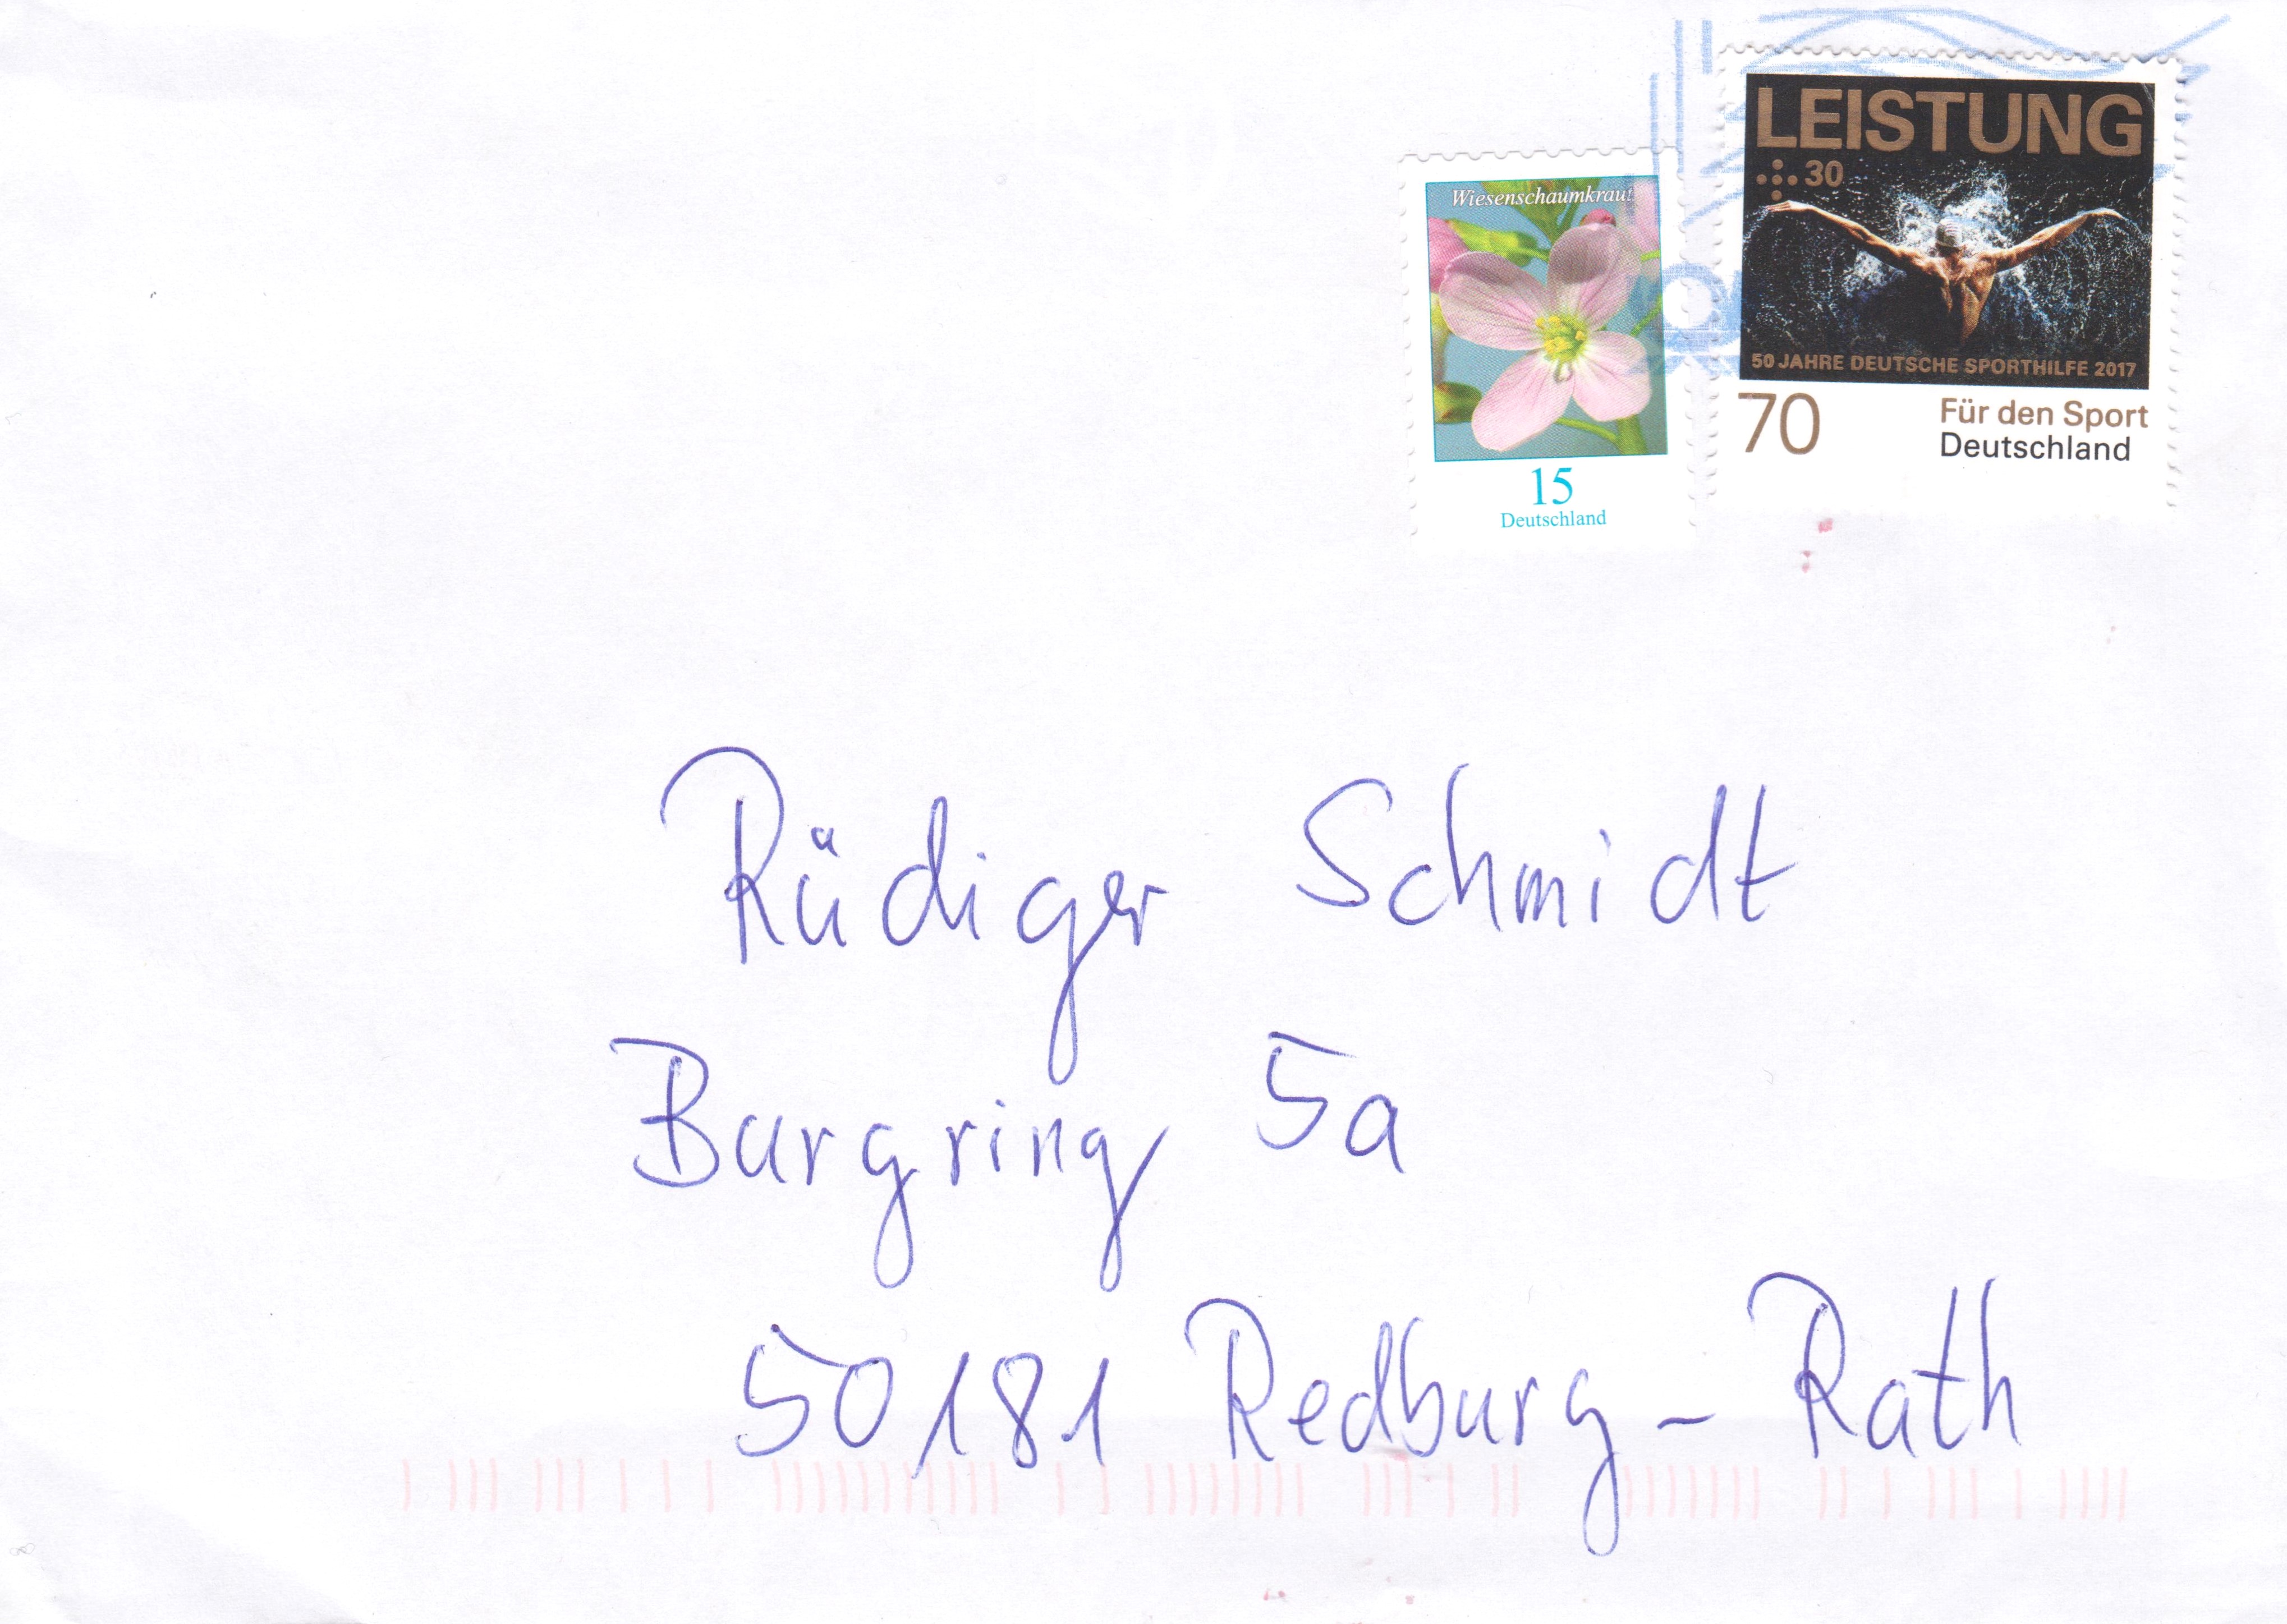 LEISTUNG
+30
50 JAHRE DEUTSCHE SPORTHILFE 2017
70
Für den Sport
Deutschland
Wiesenschaumkraut
15
Deutschland
Rüdiger Schmidt
Burgring 5a
50181 Redburg-Rath